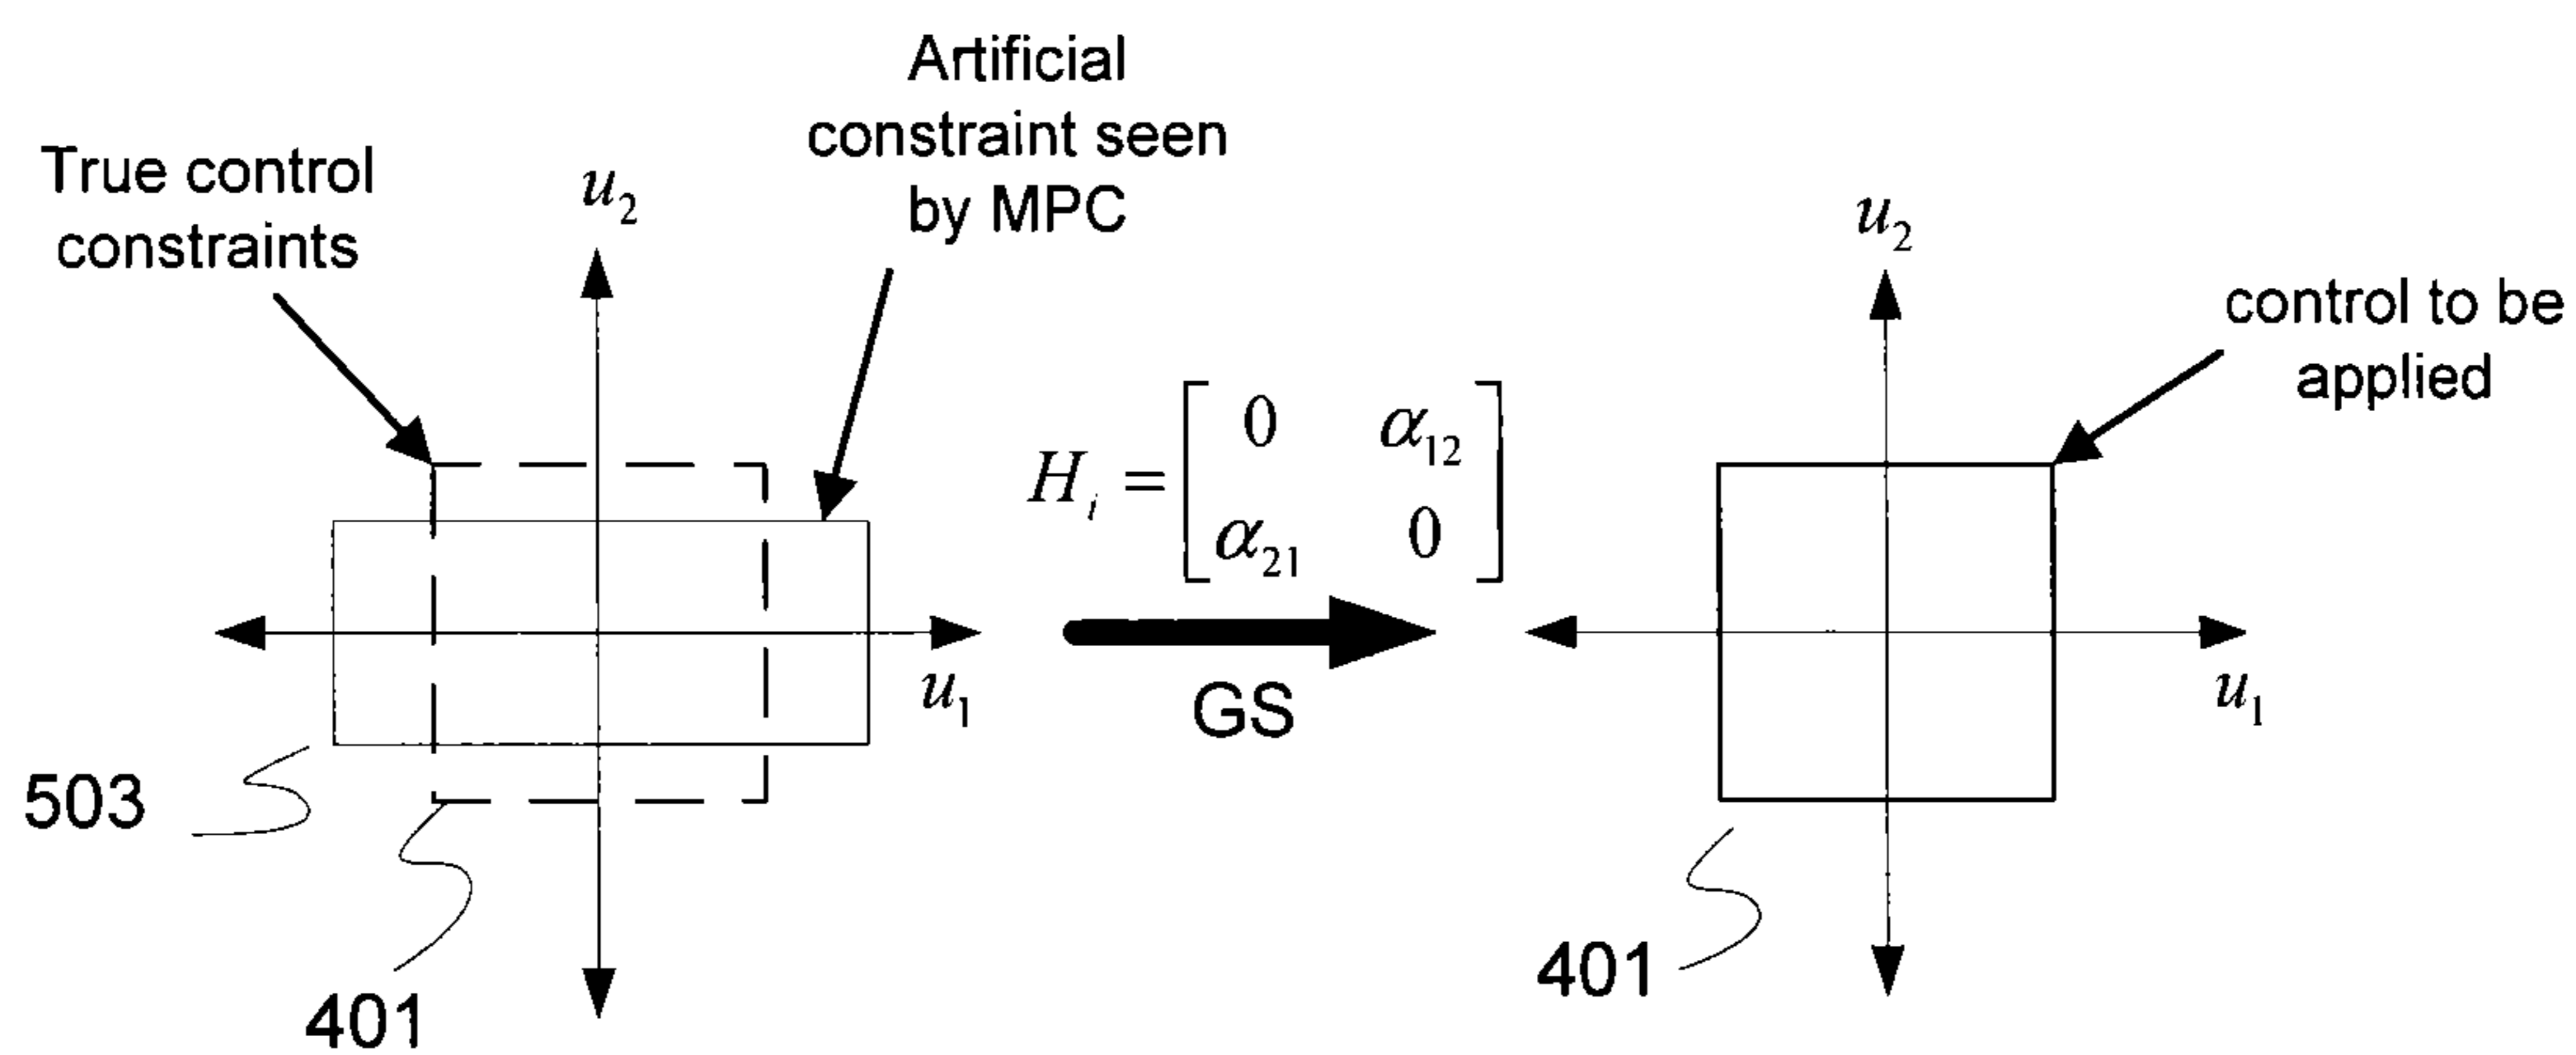 Artificial
constraint seen
by MPC
True control
constraints
u₂
u₂
control to be
applied
H_i = [ 0 α₁₂
α₂₁ 0 ]
u₁
GS
u₁
503
401
401